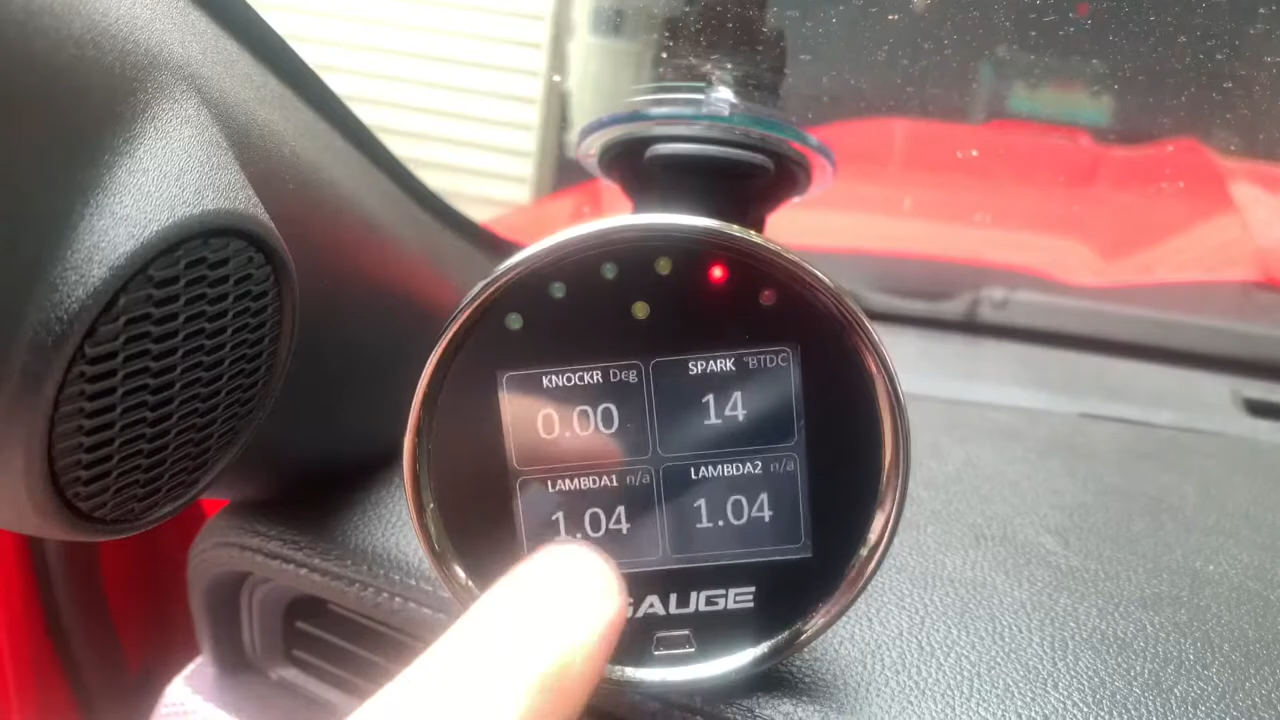 KNOCKR Deg
0.00
SPARK °BTDC
14
LAMBDA1 n/a
1.04
LAMBDA2 n/a
1.04
GAUGE